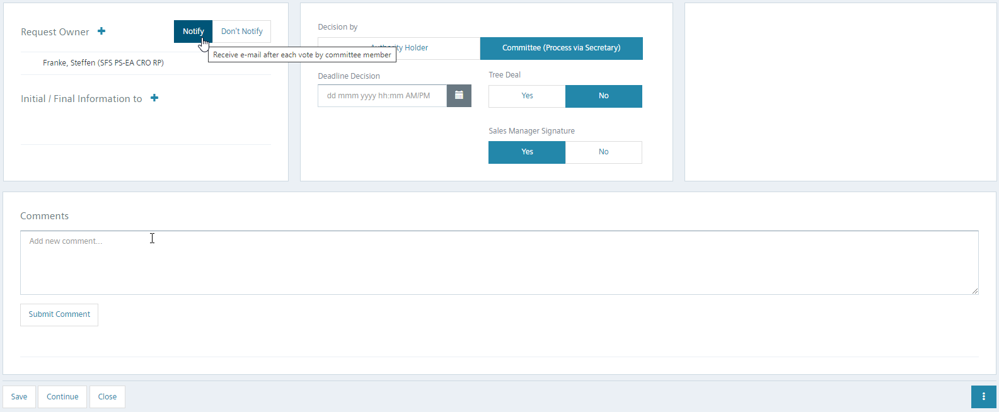 Request Owner
Notify
Don't Notify
Receive e-mail after each vote by committee member
Franke, Steffen (SFS PS-EA CRO RP)
Initial / Final Information to
Decision by
Holder
Committee (Process via Secretary)
Deadline Decision
dd mmm yyyy hh:mm AM/PM
Tree Deal
Yes
No
Sales Manager Signature
Yes
No
Comments
Add new comment...
Submit Comment
Save
Continue
Close